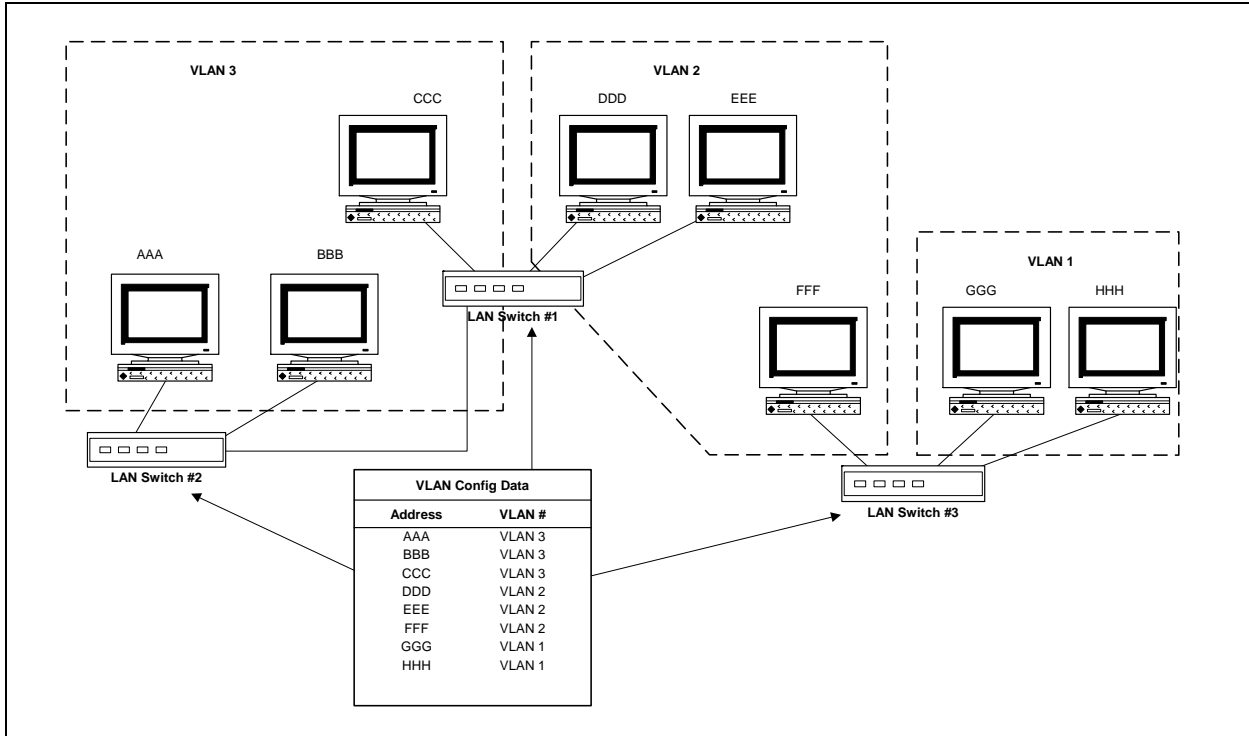 VLAN 3
VLAN 2
CCC
DDD
EEE
AAA
BBB
VLAN 1
FFF
GGG
HHH
LAN Switch #1
LAN Switch #2
LAN Switch #3
VLAN Config Data
Address VLAN #
AAA VLAN 3
BBB VLAN 3
CCC VLAN 3
DDD VLAN 2
EEE VLAN 2
FFF VLAN 2
GGG VLAN 1
HHH VLAN 1